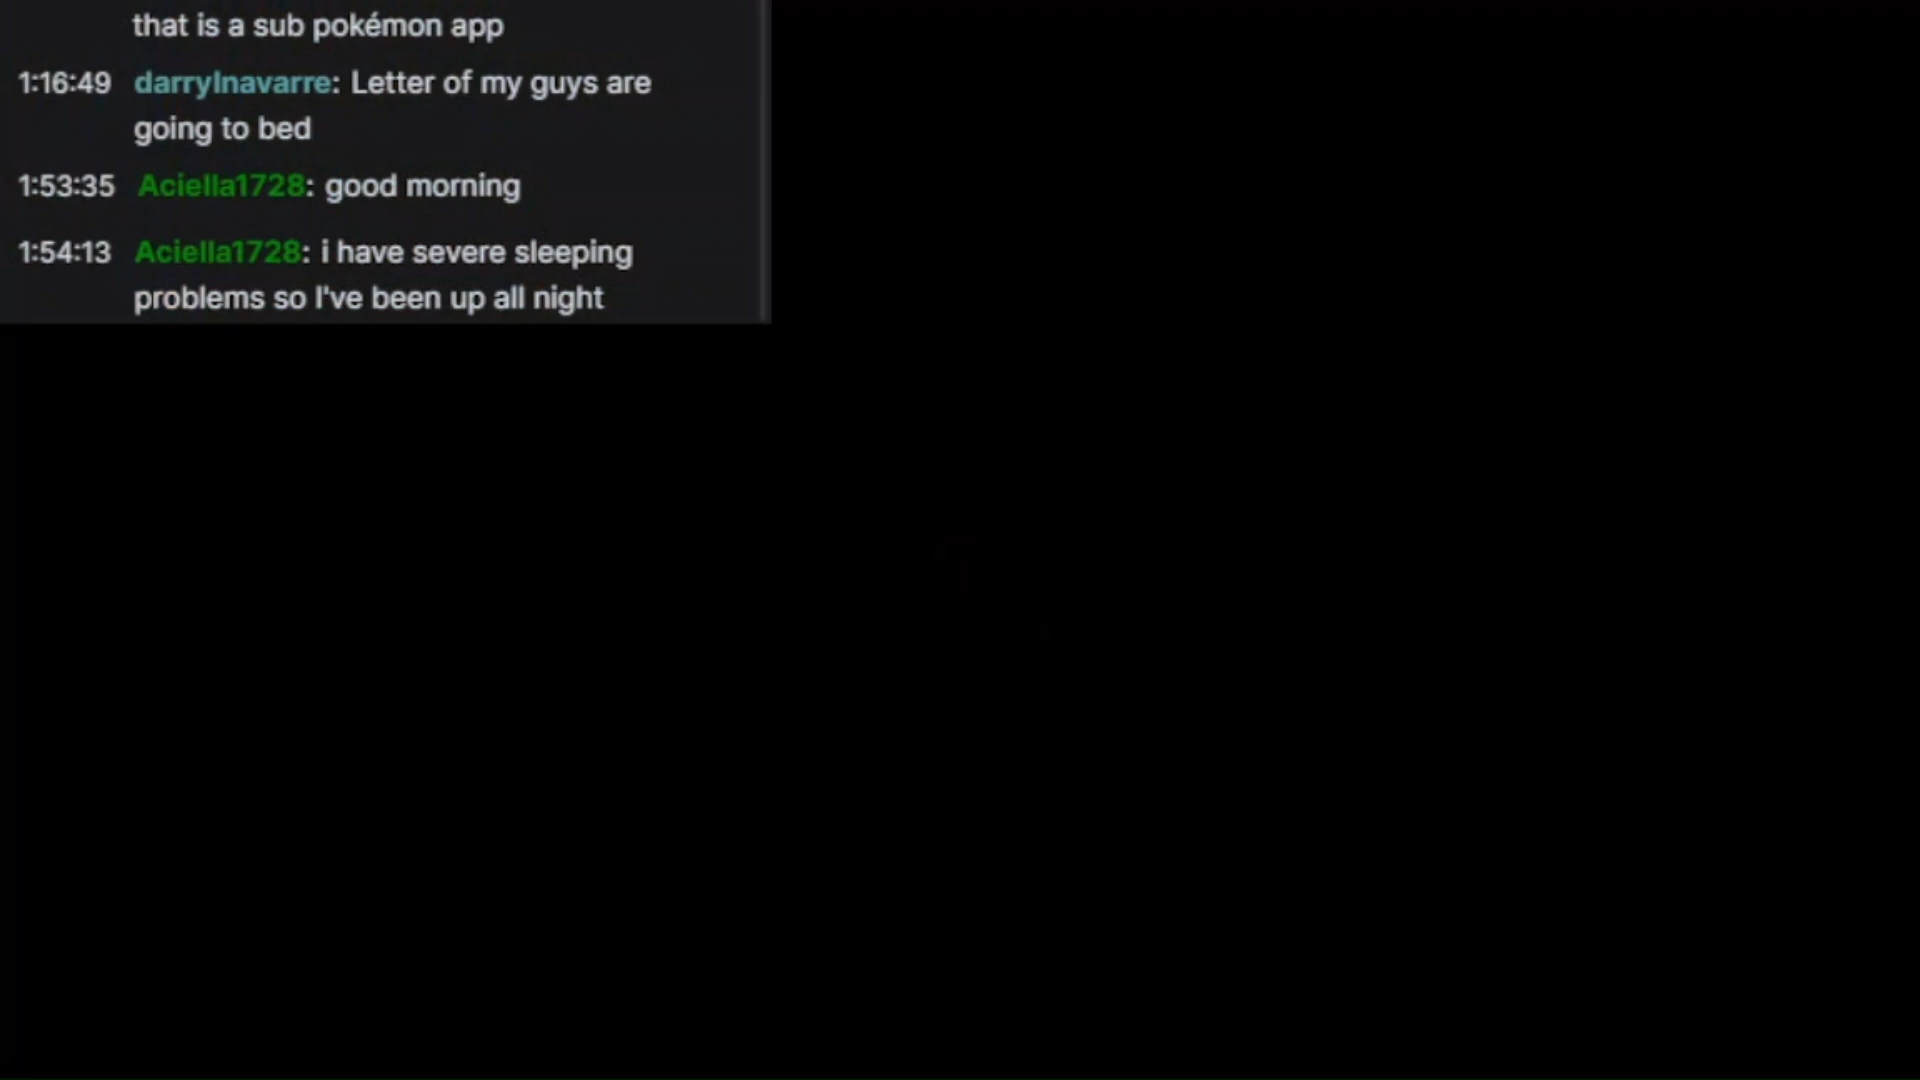 that is a sub pokémon app
1:16:49 darrylnavarre: Letter of my guys are
going to bed
1:53:35 Aciella1728: good morning
1:54:13 Aciella1728: i have severe sleeping
problems so I've been up all night